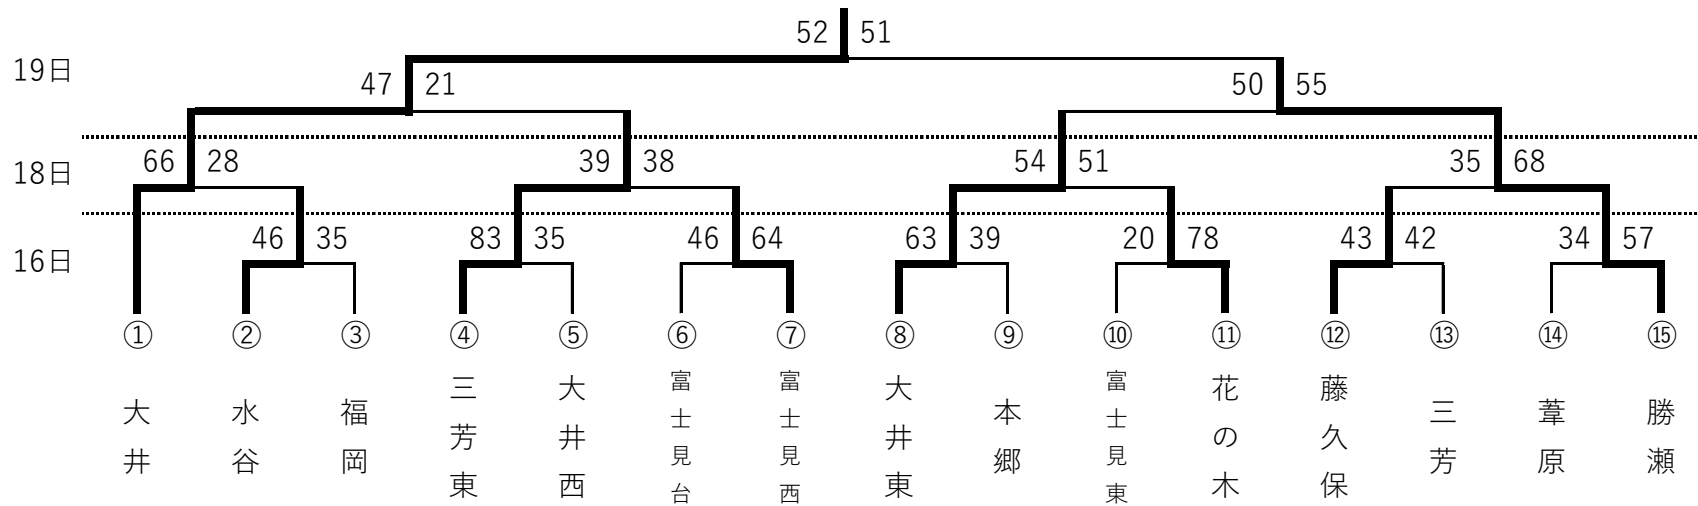 52 51
19日
47 21 50 55
18日
66 28 39 38 54 51 35 68
16日
46 35 83 35 46 64 63 39 20 78 43 42 34 57
① ② ③ ④ ⑤ ⑥ ⑦ ⑧ ⑨ ⑩ ⑪ ⑫ ⑬ ⑭ ⑮
大井
水谷
福岡
三芳東
大井西
富士見台
富士見西
大井東
本郷
富士見東
花の木
藤久保
三芳
葦原
勝瀬